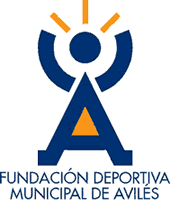 FUNDACIÓN DEPORTIVA
MUNICIPAL DE AVILÉS